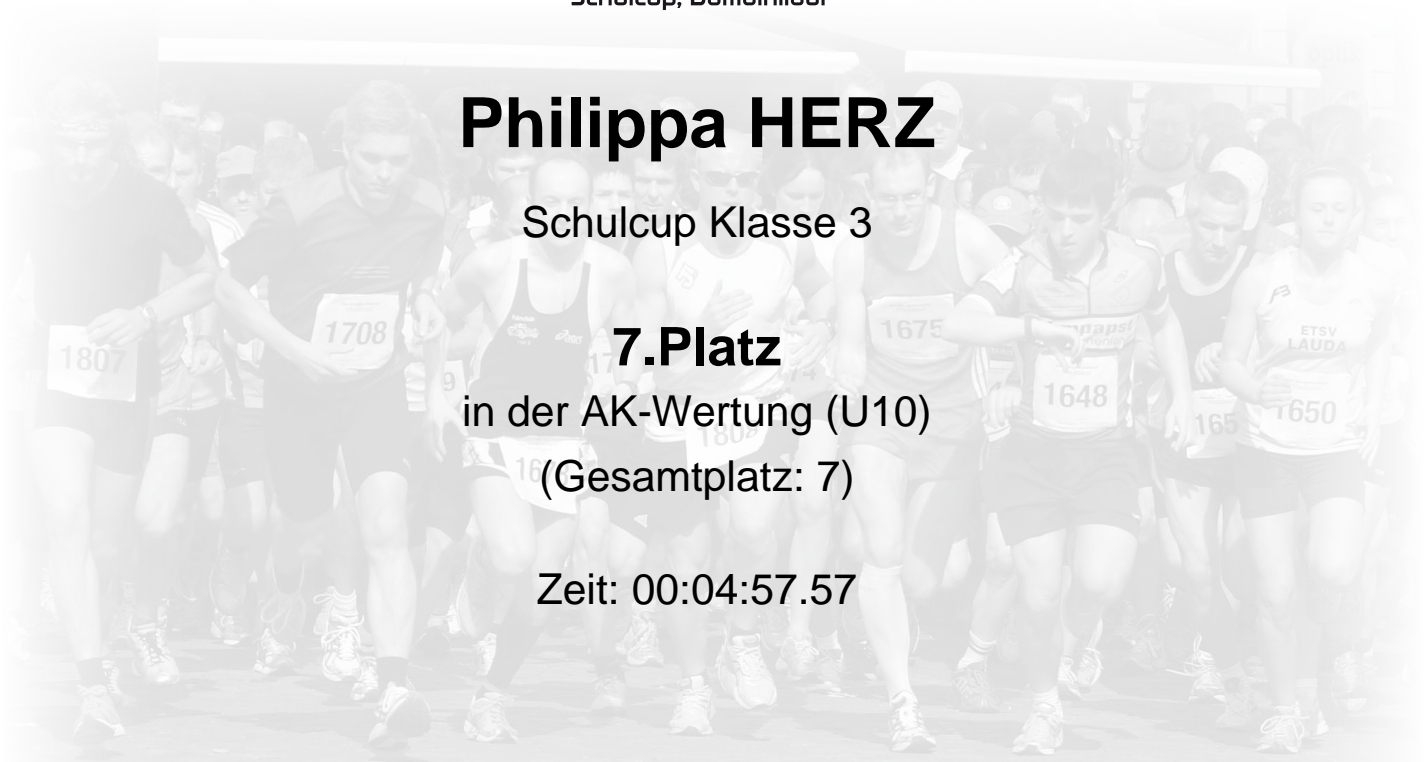 Philippa HERZ
Schulcup Klasse 3
7.Platz
in der AK-Wertung (U10)
(Gesamtplatz: 7)
Zeit: 00:04:57.57
1807
1708
1675
1648
1650
165
ETSV
LAUDA